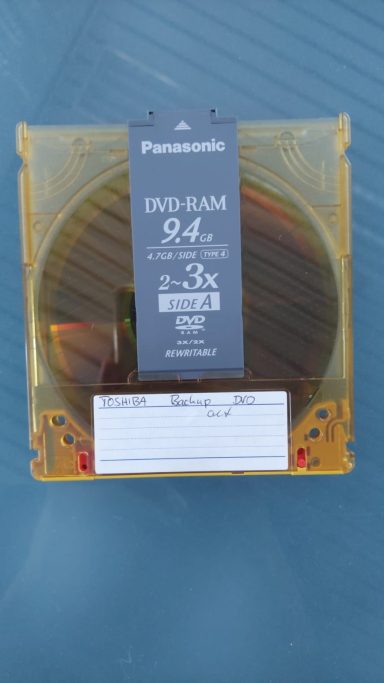 Panasonic
DVD-RAM
9.4GB
4.7GB/SIDE TYPE 4
2~3x
SIDE A
DVD
RAM
3X/2X
REWRITABLE
TOSHIBA Backup DVD